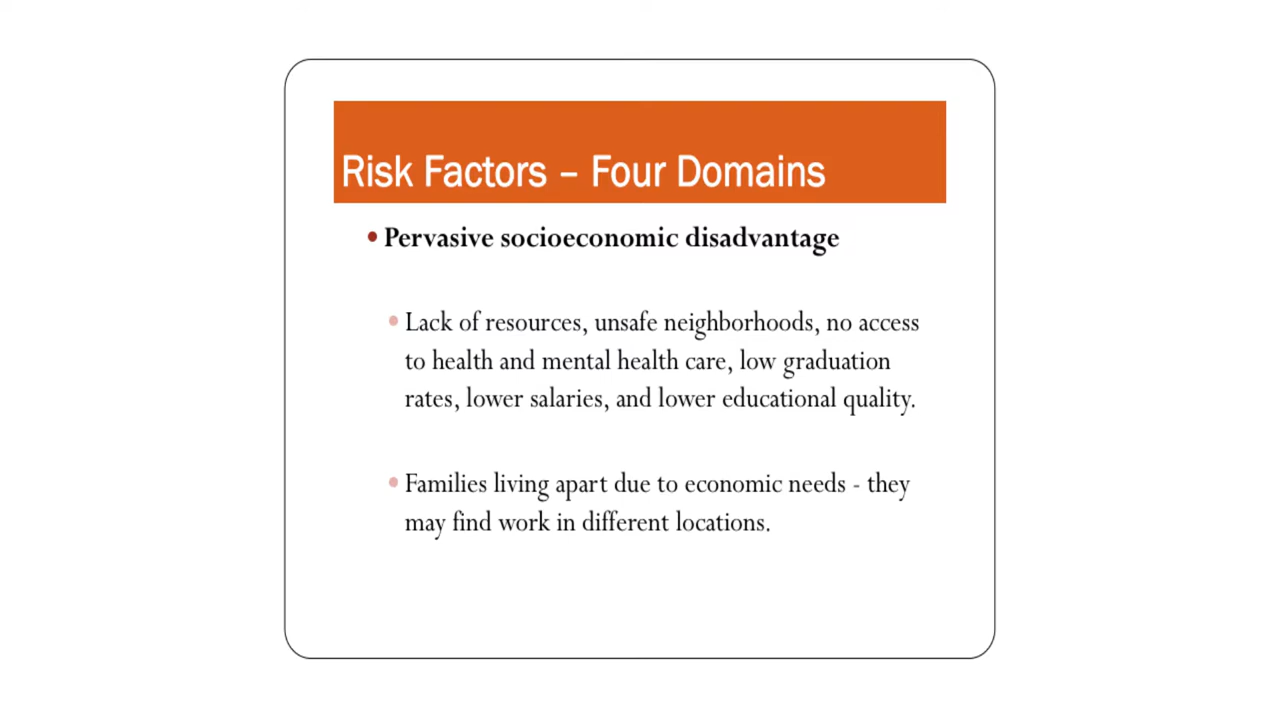 Risk Factors – Four Domains
• Pervasive socioeconomic disadvantage
• Lack of resources, unsafe neighborhoods, no access
to health and mental health care, low graduation
rates, lower salaries, and lower educational quality.
• Families living apart due to economic needs - they
may find work in different locations.